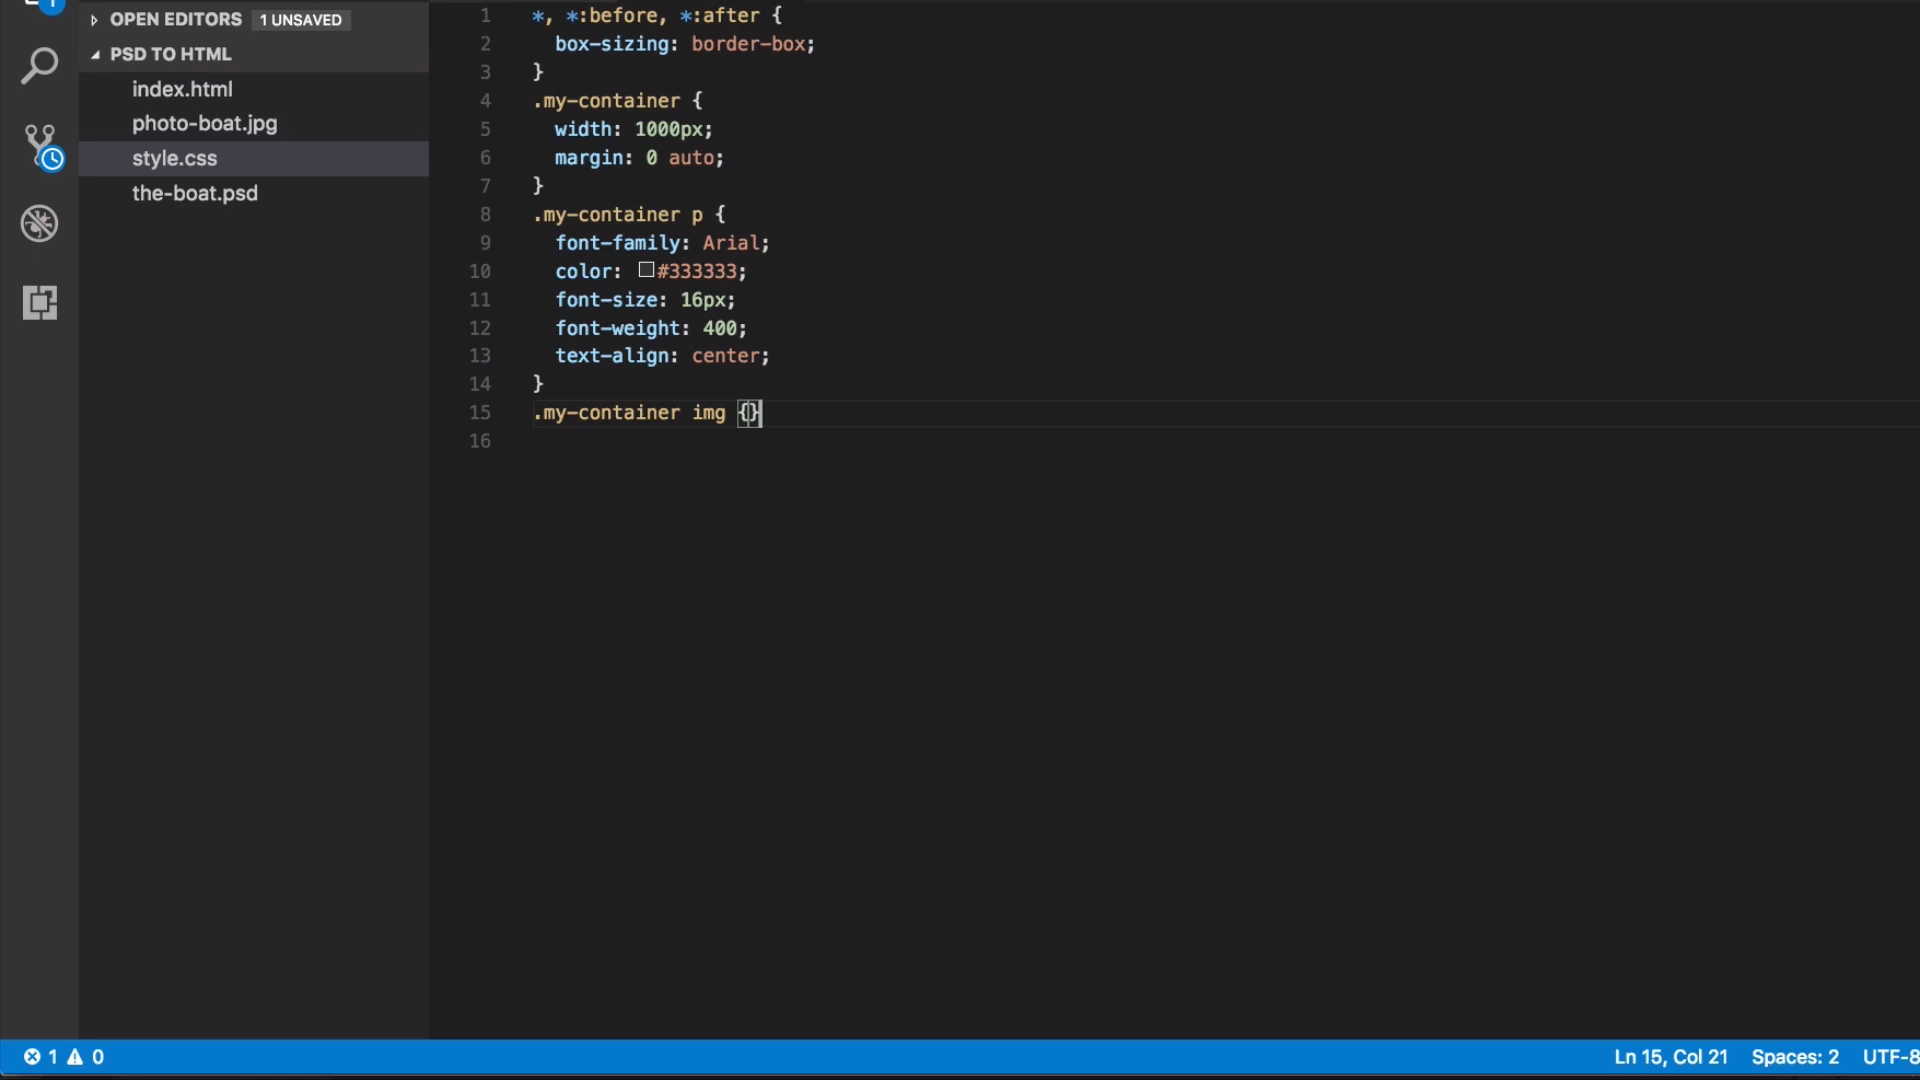 1
OPEN EDITORS 1 UNSAVED
PSD TO HTML
index.html
photo-boat.jpg
style.css
the-boat.psd
1 *, *:before, *:after {
2 box-sizing: border-box;
3 }
4 .my-container {
5 width: 1000px;
6 margin: 0 auto;
7 }
8 .my-container p {
9 font-family: Arial;
10 color: #333333;
11 font-size: 16px;
12 font-weight: 400;
13 text-align: center;
14 }
15 .my-container img {}
16
1 0 Ln 15, Col 21 Spaces: 2 UTF-8